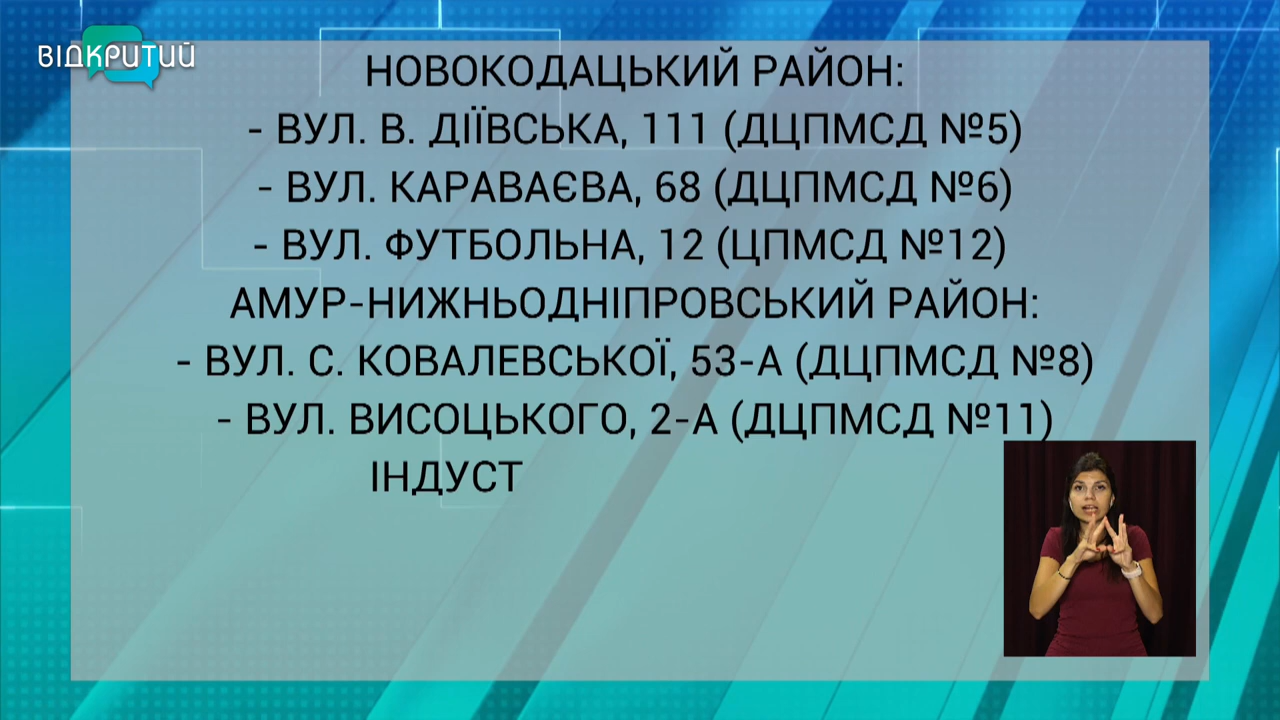 ВІДКРИТИЙ
НОВОКОДАЦЬКИЙ РАЙОН:
- ВУЛ. В. ДІЇВСЬКА, 111 (ДЦПМСД №5)
- ВУЛ. КАРАВАЄВА, 68 (ДЦПМСД №6)
- ВУЛ. ФУТБОЛЬНА, 12 (ЦПМСД №12)
АМУР-НИЖНЬОДНІПРОВСЬКИЙ РАЙОН:
- ВУЛ. С. КОВАЛЕВСЬКОЇ, 53-А (ДЦПМСД №8)
- ВУЛ. ВИСОЦЬКОГО, 2-А (ДЦПМСД №11)
ІНДУСТ